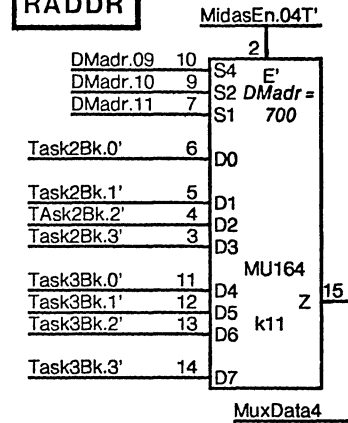 RADDR
MidasEn.04T'
2
DMadr.09 10 S4 E'
DMadr.10 9 S2 DMadr =
DMadr.11 7 S1 700
Task2Bk.0' 6 D0
Task2Bk.1' 5 D1
TAsk2Bk.2' 4 D2
Task2Bk.3' 3 D3
MU164
Task3Bk.0' 11 D4 Z 15
Task3Bk.1' 12 D5
Task3Bk.2' 13 D6 k11
Task3Bk.3' 14 D7
MuxData4